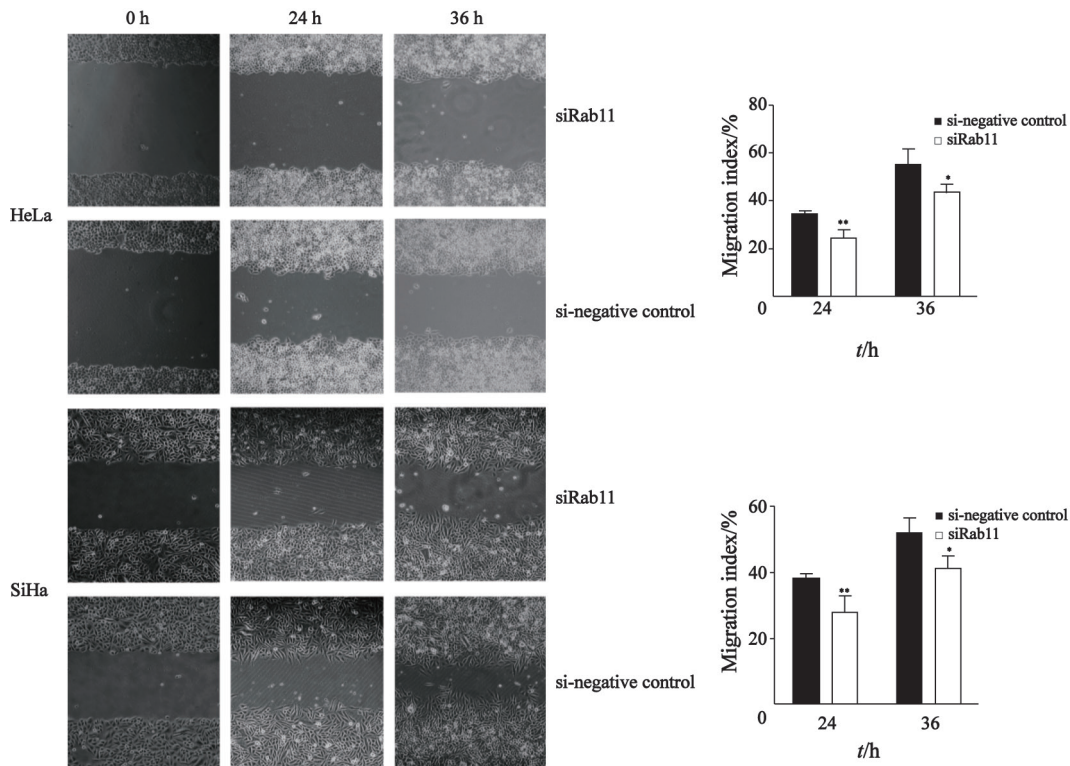 0 h 24 h 36 h
siRab11
HeLa
si-negative control
siRab11
SiHa
si-negative control
80
60
40
20
0
Migration index/%
■ si-negative control
□ siRab11
**
*
24 36
t/h
60
40
20
0
Migration index/%
■ si-negative control
□ siRab11
**
*
24 36
t/h